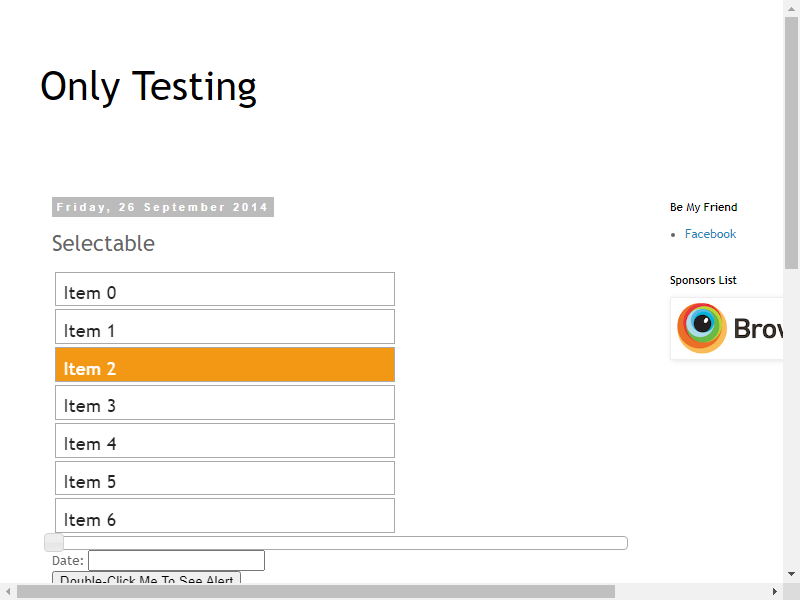 Only Testing
Friday, 26 September 2014
Selectable
Item 0
Item 1
Item 2
Item 3
Item 4
Item 5
Item 6
Date:
Double-Click Me To See Alert
Be My Friend
Facebook
Sponsors List
Brow